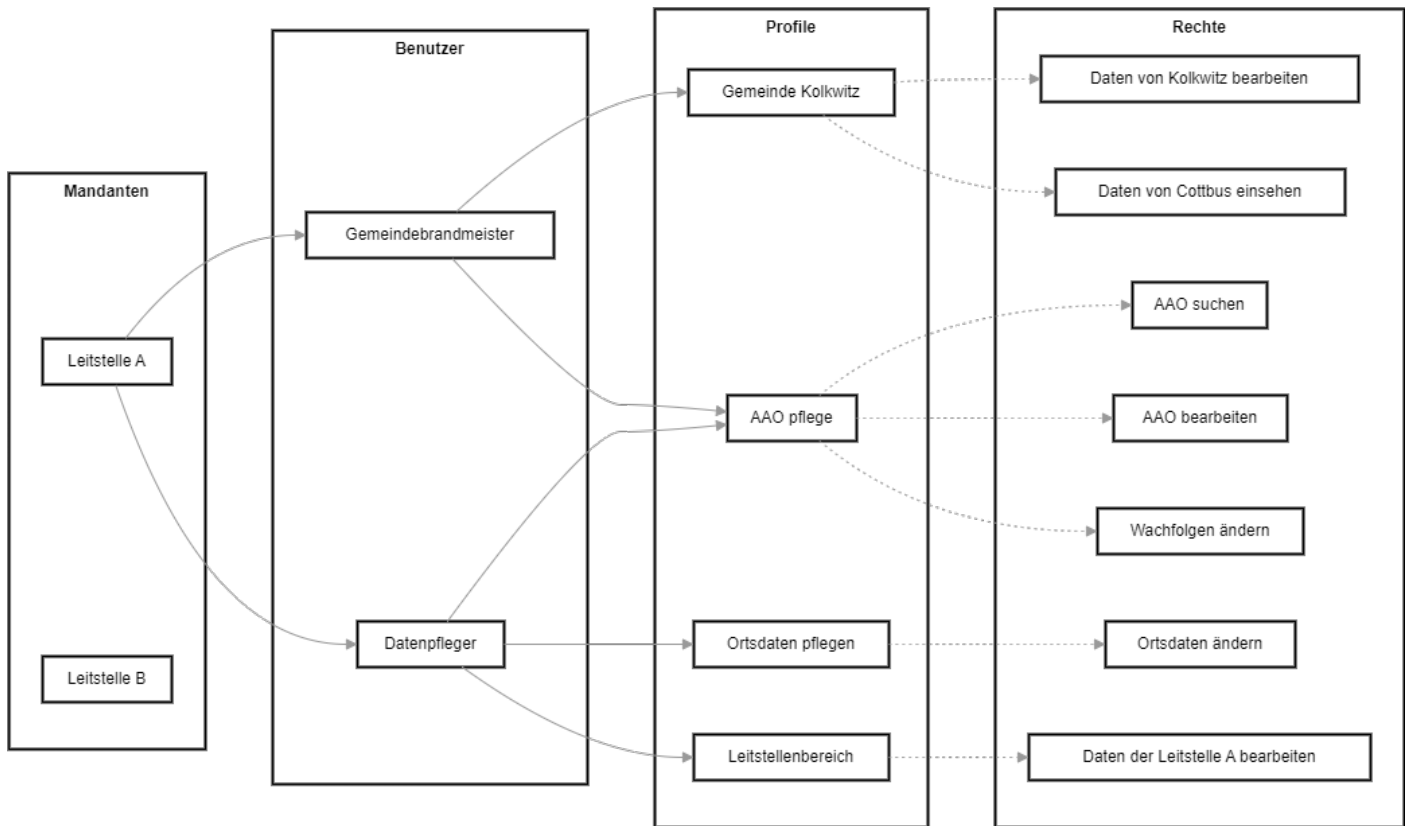 Mandanten
Leitstelle A
Leitstelle B
Benutzer
Gemeindebrandmeister
Datenpfleger
Profile
Gemeinde Kolkwitz
AAO pflege
Ortsdaten pflegen
Leitstellenbereich
Rechte
Daten von Kolkwitz bearbeiten
Daten von Cottbus einsehen
AAO suchen
AAO bearbeiten
Wachfolgen ändern
Ortsdaten ändern
Daten der Leitstelle A bearbeiten